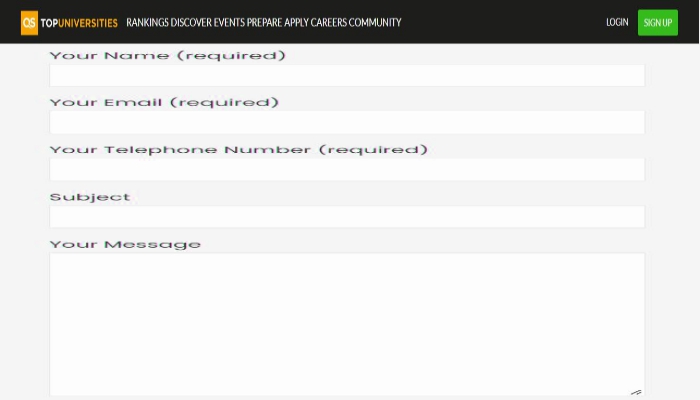 QS TOPUNIVERSITIES RANKINGS DISCOVER EVENTS PREPARE APPLY CAREERS COMMUNITY LOGIN SIGN UP
Your Name (required)
Your Email (required)
Your Telephone Number (required)
Subject
Your Message